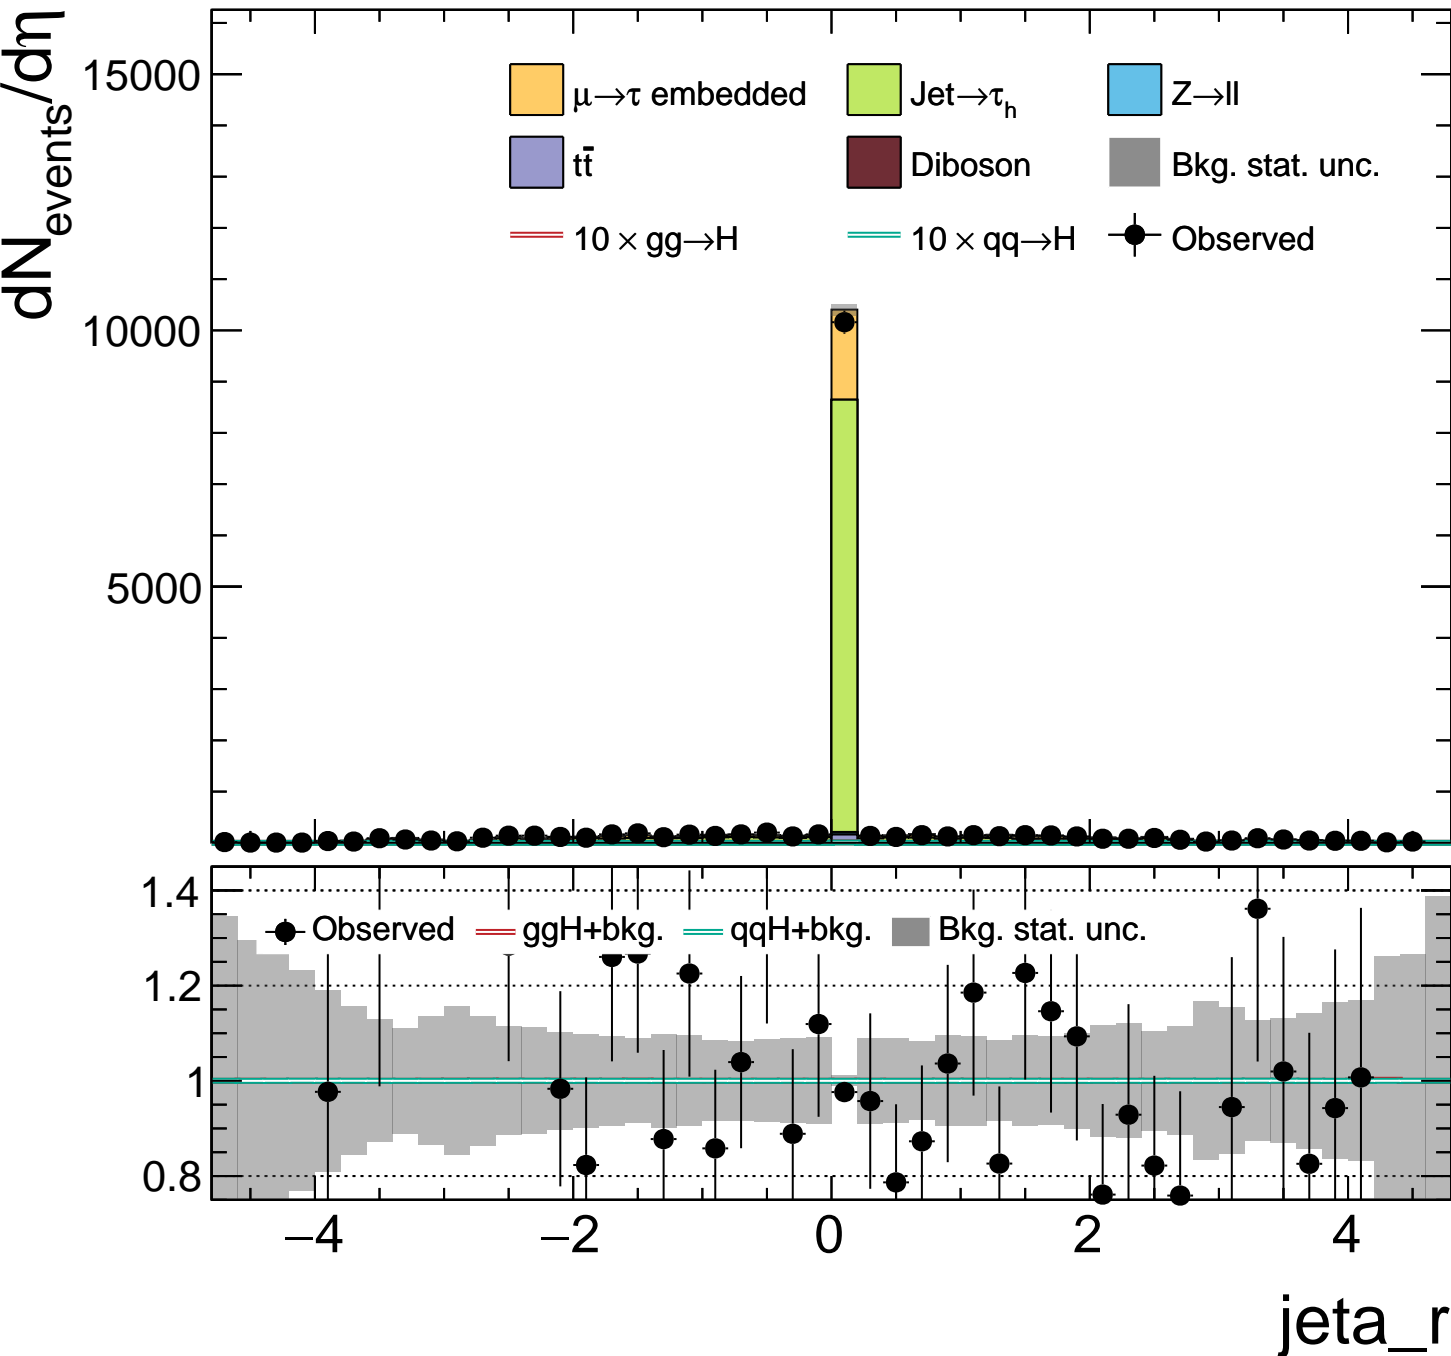 dN_events/dη
15000
10000
5000
μ→τ embedded
Jet→τ_h
Z→ll
tt̄
Diboson
Bkg. stat. unc.
10 × gg→H
10 × qq→H
Observed
1.4
1.2
1
0.8
Observed
ggH+bkg.
qqH+bkg.
Bkg. stat. unc.
−4
−2
0
2
4
jeta_r